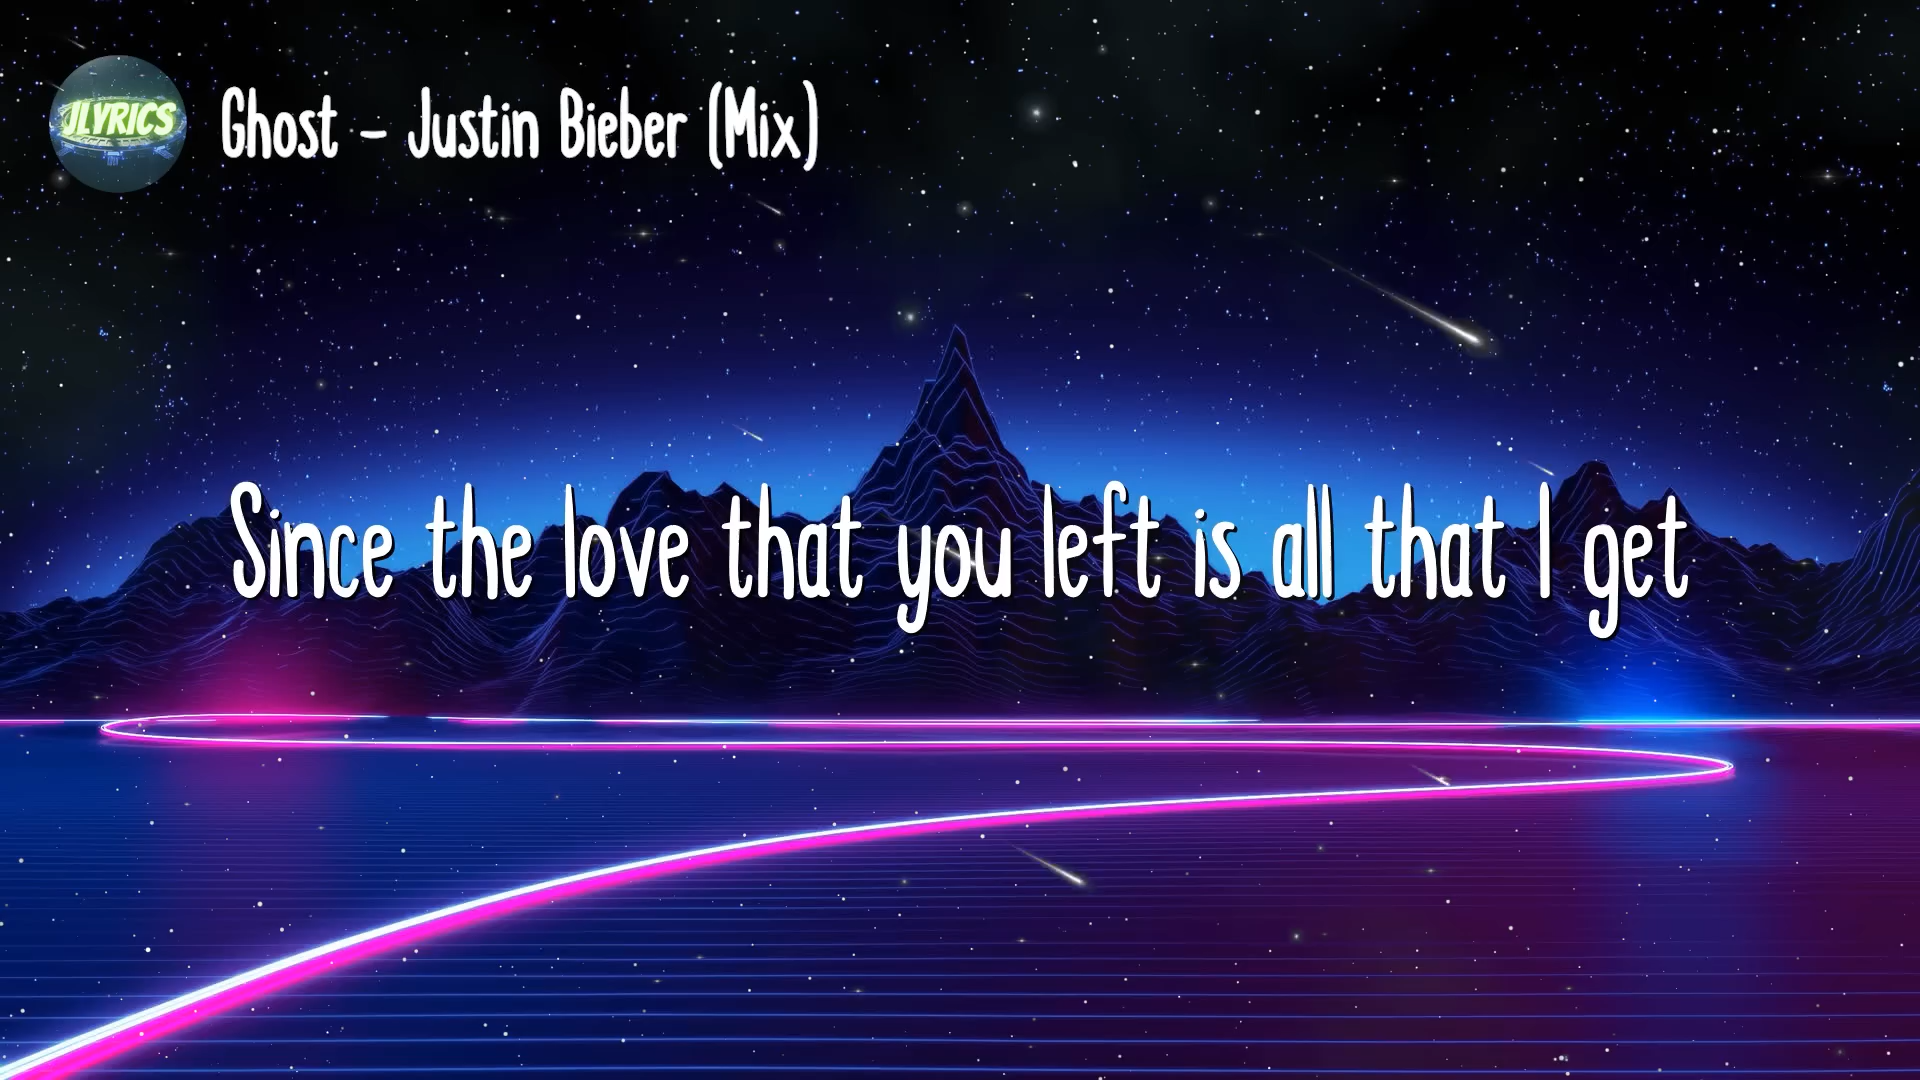 JLYRICS
Ghost - Justin Bieber (Mix)
Since the love that you left is all that I get